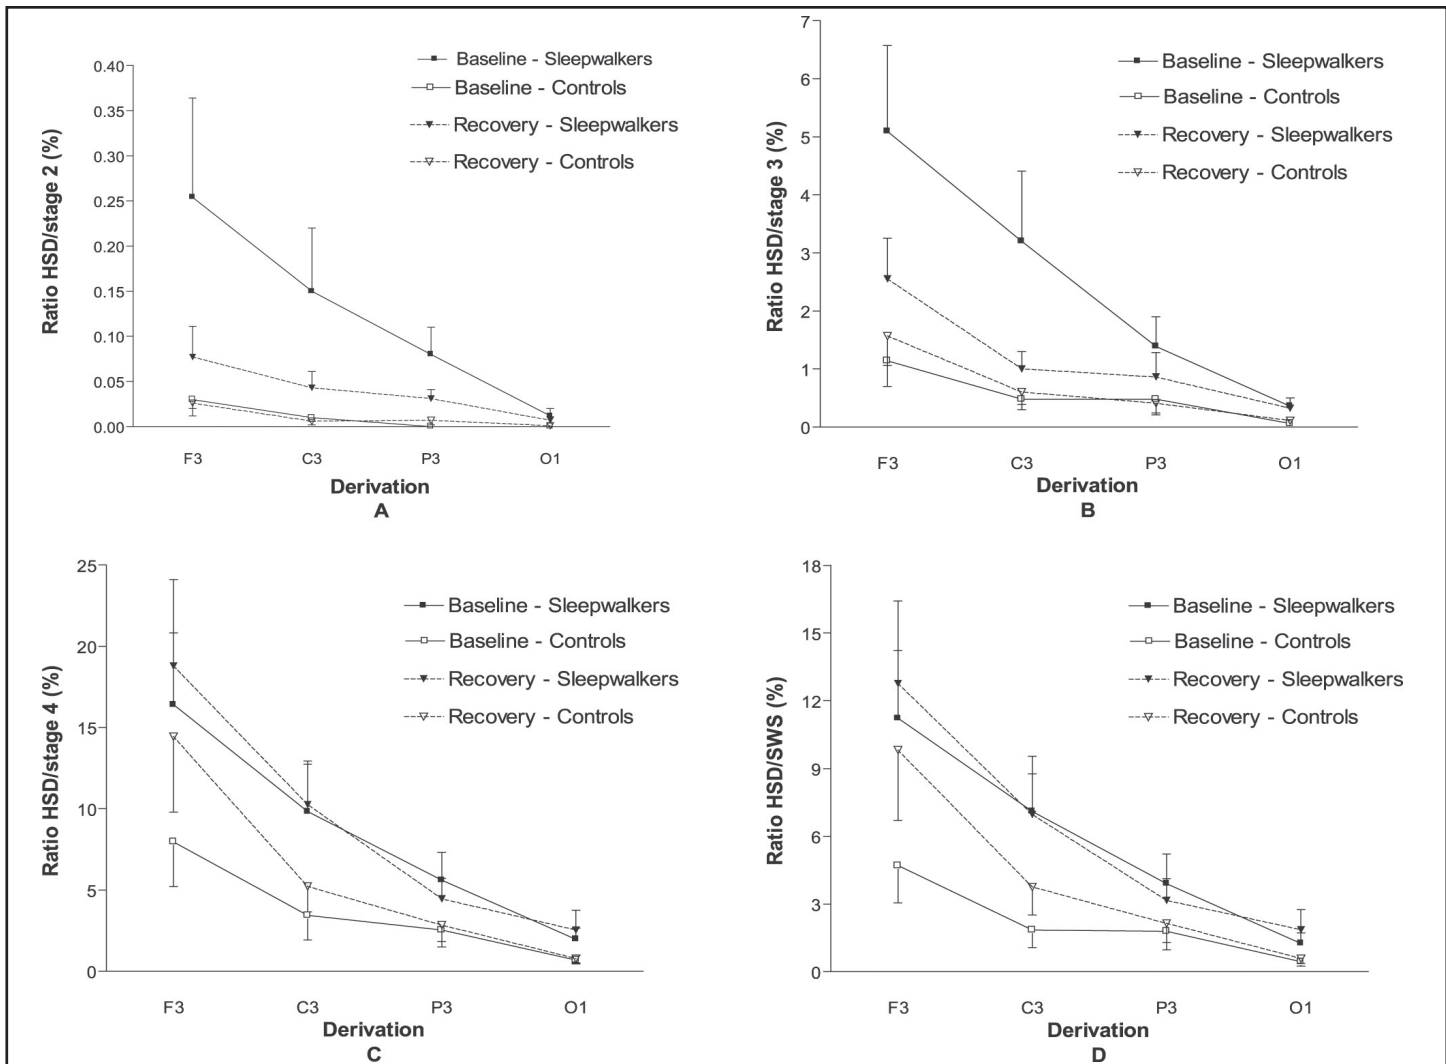 0.40
0.35
0.30
0.25
0.20
0.15
0.10
0.05
0.00
Ratio HSD/stage 2 (%)
Baseline - Sleepwalkers
Baseline - Controls
Recovery - Sleepwalkers
Recovery - Controls
F3 C3 P3 O1
Derivation
A
7
6
5
4
3
2
1
0
Ratio HSD/stage 3 (%)
Baseline - Sleepwalkers
Baseline - Controls
Recovery - Sleepwalkers
Recovery - Controls
F3 C3 P3 O1
Derivation
B
25
20
15
10
5
0
Ratio HSD/stage 4 (%)
Baseline - Sleepwalkers
Baseline - Controls
Recovery - Sleepwalkers
Recovery - Controls
F3 C3 P3 O1
Derivation
C
18
15
12
9
6
3
0
Ratio HSD/SWS (%)
Baseline - Sleepwalkers
Baseline - Controls
Recovery - Sleepwalkers
Recovery - Controls
F3 C3 P3 O1
Derivation
D